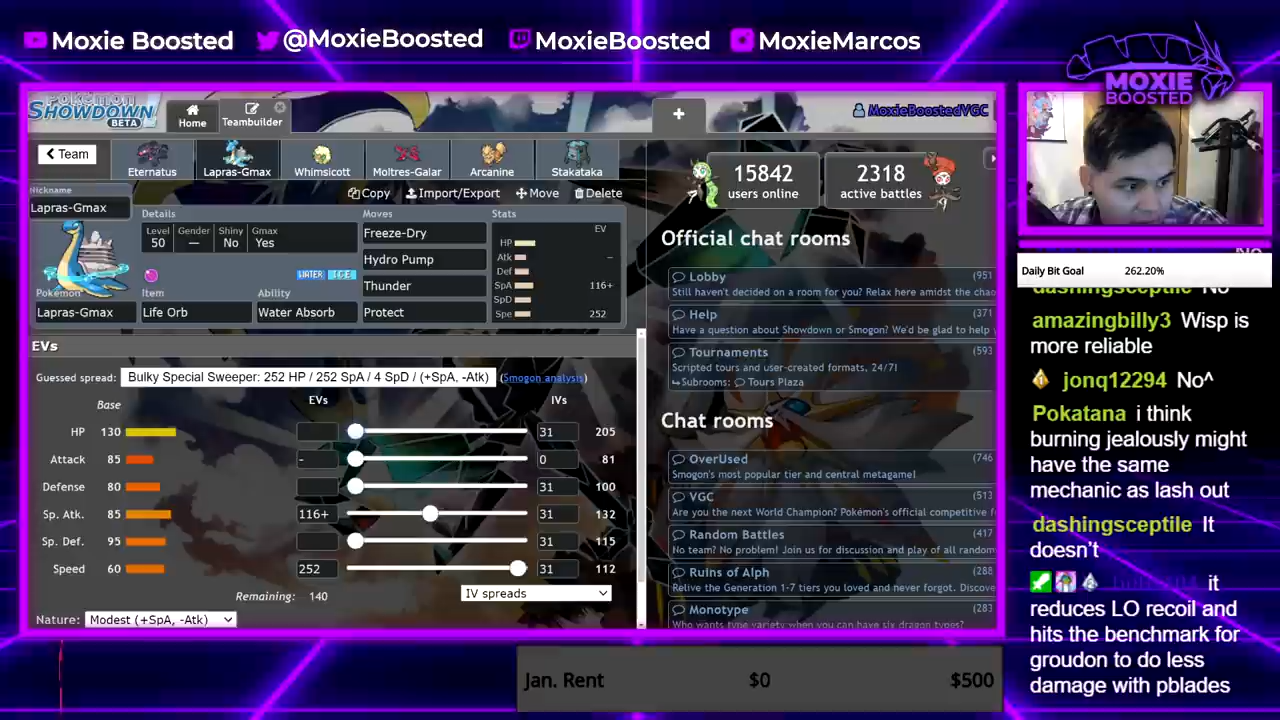 Moxie Boosted @MoxieBoosted MoxieBoosted MoxieMarcos
MOXIE
BOOSTED
Pokémon
SHOWDOWN
BETA
Home
Teambuilder
+
MoxieBoostedVGC
Team
Eternatus Lapras-Gmax Whimsicott Moltres-Galar Arcanine Stakataka
15842
users online
2318
active battles
Copy Import/Export Move Delete
Nickname
Lapras-Gmax
Details
Level Gender Shiny Gmax
50 — No Yes
WATER ICE
Pokémon Item Ability
Lapras-Gmax Life Orb Water Absorb
Moves
Freeze-Dry
Hydro Pump
Thunder
Protect
Stats
EV
HP
Atk –
Def
SpA 116+
SpD
Spe 252
EVs
Guessed spread: Bulky Special Sweeper: 252 HP / 252 SpA / 4 SpD / (+SpA, -Atk) (Smogon analysis)
Base EVs IVs
HP 130 31 205
Attack 85 - 0 81
Defense 80 31 100
Sp. Atk. 85 116+ 31 132
Sp. Def. 95 31 115
Speed 60 252 31 112
Remaining: 140
IV spreads
Nature: Modest (+SpA, -Atk)
Official chat rooms
Lobby (951
Still haven't decided on a room for you? Relax here amidst the chao
Help (371
Have a question about Showdown or Smogon? We'd be glad to help y
Tournaments (593
Scripted tours and user-created formats, 24/7!
Subrooms: Tours Plaza
Chat rooms
OverUsed (746
Smogon's most popular tier and central metagame!
VGC (513
Are you the next World Champion? Pokémon's official competitive f
Random Battles (417
No team? No problem! Join us for discussion and play of all random
Ruins of Alph (288
Relive the Generation 1-7 tiers you loved and never forgot. Discove
Monotype (283
Who wants type variety when you can have six dragon types?
No
Daily Bit Goal 262.20%
dashingsceptile No
amazingbilly3 Wisp is
more reliable
jonq12294 No^
Pokatana i think
burning jealously might
have the same
mechanic as lash out
dashingsceptile It
doesn't
it
reduces LO recoil and
hits the benchmark for
groudon to do less
damage with pblades
Jan. Rent $0 $500